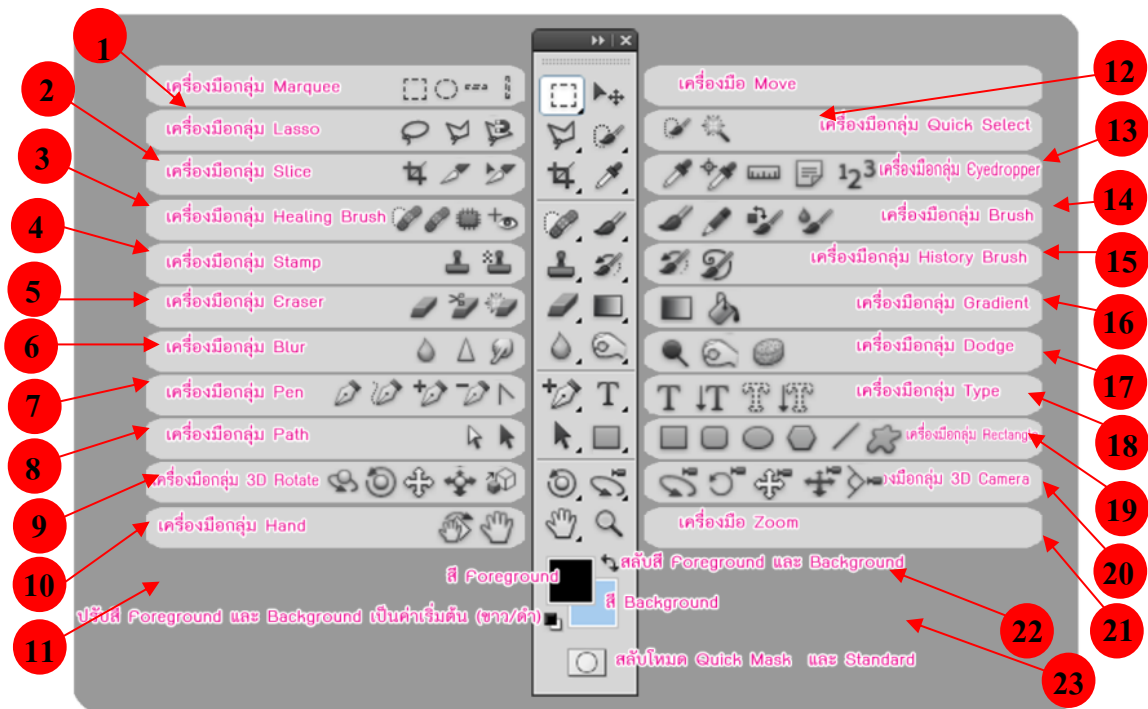 1
2
3
4
5
6
7
8
9
10
11
เครื่องมือกลุ่ม Marquee
เครื่องมือกลุ่ม Lasso
เครื่องมือกลุ่ม Slice
เครื่องมือกลุ่ม Healing Brush
เครื่องมือกลุ่ม Stamp
เครื่องมือกลุ่ม Eraser
เครื่องมือกลุ่ม Blur
เครื่องมือกลุ่ม Pen
เครื่องมือกลุ่ม Path
เครื่องมือกลุ่ม 3D Rotate
เครื่องมือกลุ่ม Hand
สี Foreground
ปรับสี Foreground และ Background เป็นค่าเริ่มต้น (ขาว/ดำ)
T
เครื่องมือ Move
เครื่องมือกลุ่ม Quick Select
123 เครื่องมือกลุ่ม Eyedropper
เครื่องมือกลุ่ม Brush
เครื่องมือกลุ่ม History Brush
เครื่องมือกลุ่ม Gradient
เครื่องมือกลุ่ม Dodge
T T T T เครื่องมือกลุ่ม Type
เครื่องมือกลุ่ม Rectangle
กลุ่ม 3D Camera
เครื่องมือ Zoom
สลับสี Foreground และ Background
สี Background
สลับโหมด Quick Mask และ Standard
12
13
14
15
16
17
18
19
20
21
22
23